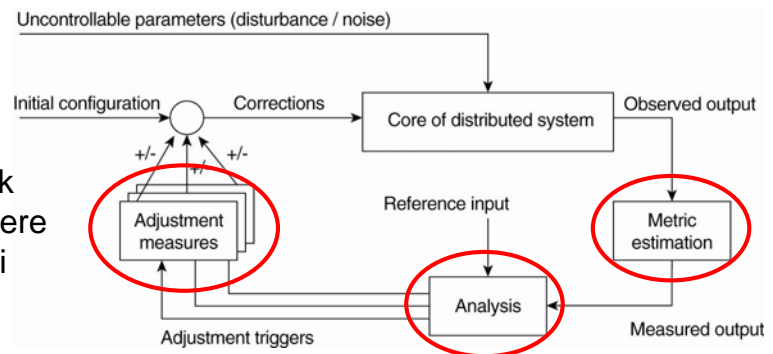 Uncontrollable parameters (disturbance / noise)
Initial configuration
Corrections
Core of distributed system
Observed output
+/-
+/-
+/-
k
ere
i
Adjustment
measures
Reference input
Metric
estimation
Analysis
Adjustment triggers
Measured output